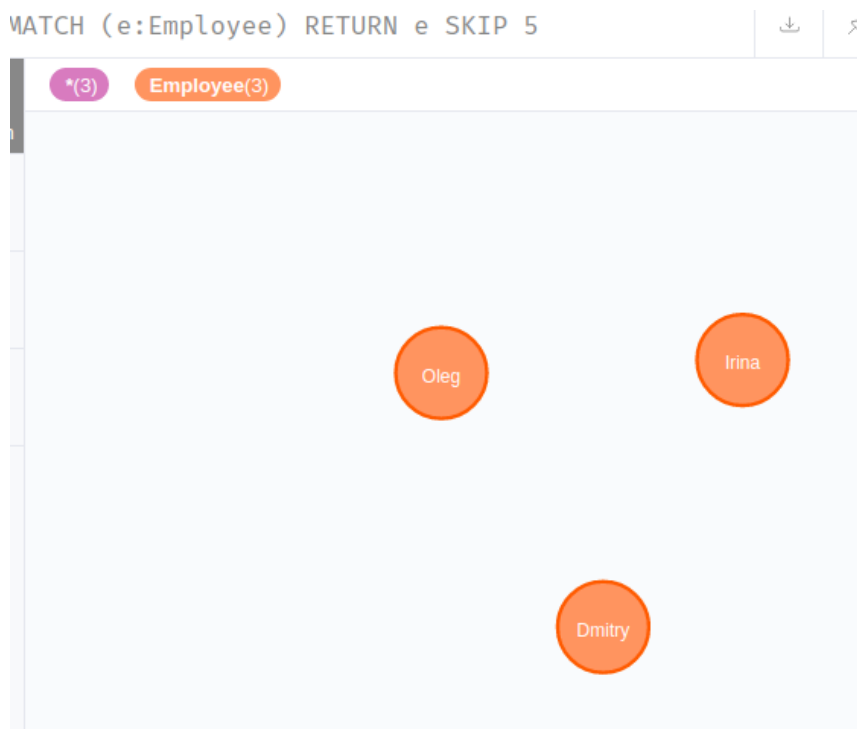 MATCH (e:Employee) RETURN e SKIP 5
*(3) Employee(3)
Oleg
Irina
Dmitry